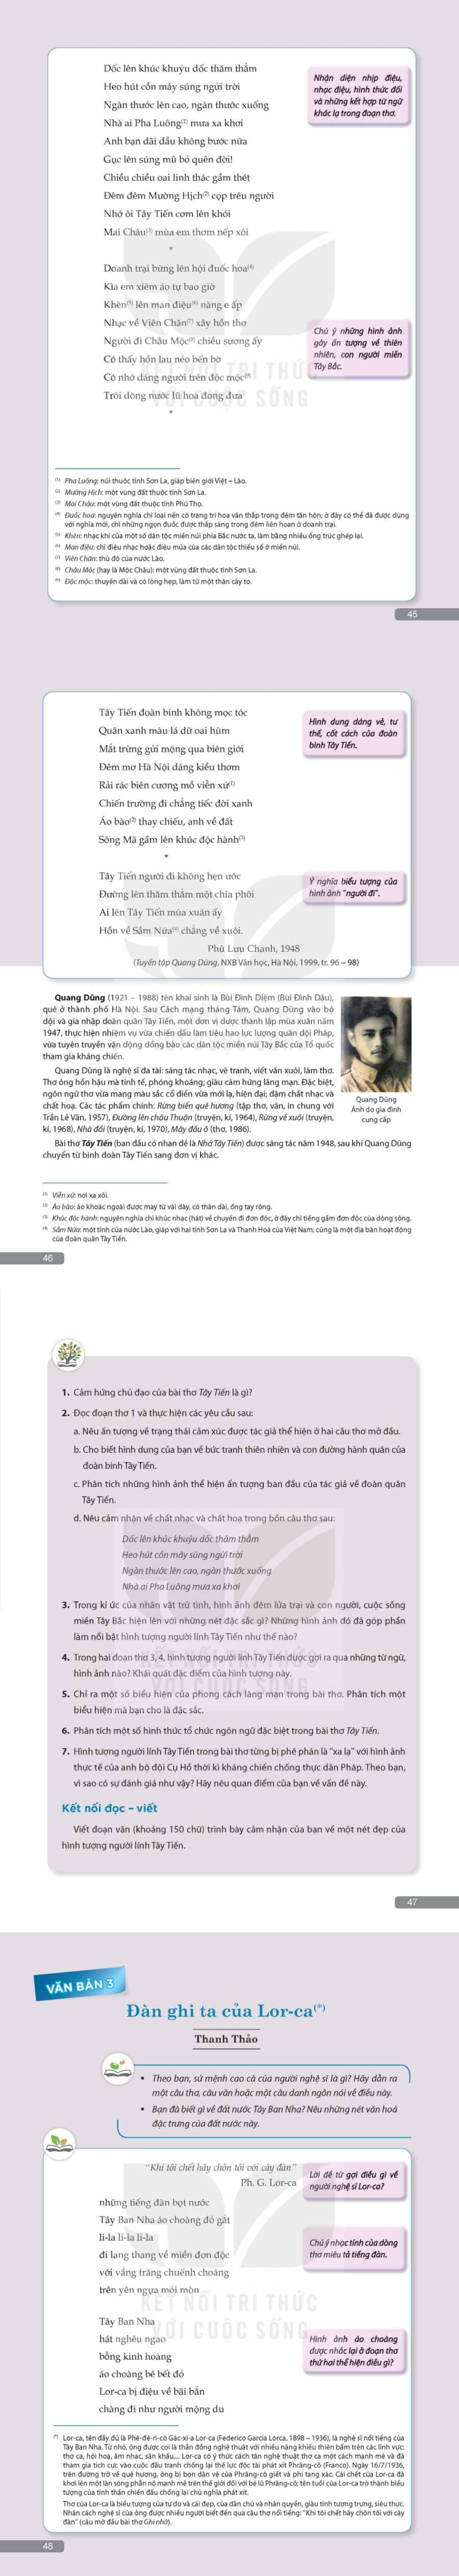 Dốc lên khúc khuỷu dốc thăm thẳm
Heo hút cồn mây súng ngửi trời
Ngàn thước lên cao, ngàn thước xuống
Nhà ai Pha Luông⁽¹⁾ mưa xa khơi
Anh bạn dãi dầu không bước nữa
Gục lên súng mũ bỏ quên đời!
Chiều chiều oai linh thác gầm thét
Đêm đêm Mường Hịch⁽²⁾ cọp trêu người
Nhớ ôi Tây Tiến cơm lên khói
Mai Châu⁽³⁾ mùa em thơm nếp xôi
*
Doanh trại bừng lên hội đuốc hoa⁽⁴⁾
Kìa em xiêm áo tự bao giờ
Khèn⁽⁵⁾ lên man điệu⁽⁶⁾ nàng e ấp
Nhạc về Viên Chăn⁽⁷⁾ xây hồn thơ
Người đi Châu Mộc⁽⁸⁾ chiều sương ấy
Có thấy hồn lau nẻo bến bờ
Có nhớ dáng người trên độc mộc⁽⁹⁾
Trôi dòng nước lũ hoa đong đưa
*
Nhận diện nhịp điệu,
nhạc điệu, hình thức đối
và những kết hợp từ ngữ
khác lạ trong đoạn thơ.
Chú ý những hình ảnh
gây ấn tượng về thiên
nhiên, con người miền
Tây Bắc.
KẾT NỐI TRI THỨC
VỚI CUỘC SỐNG
⁽¹⁾ Pha Luông: núi thuộc tỉnh Sơn La, giáp biên giới Việt – Lào.
⁽²⁾ Mường Hịch: một vùng đất thuộc tỉnh Sơn La.
⁽³⁾ Mai Châu: một vùng đất thuộc tỉnh Phú Thọ.
⁽⁴⁾ Đuốc hoa: nguyên nghĩa chỉ loại nến có trang trí hoa văn thắp trong đêm tân hôn; ở đây có thể đã được dùng
với nghĩa mới, chỉ những ngọn đuốc được thắp sáng trong đêm liên hoan ở doanh trại.
⁽⁵⁾ Khèn: nhạc khí của một số dân tộc miền núi phía Bắc nước ta, làm bằng nhiều ống trúc ghép lại.
⁽⁶⁾ Man điệu: chỉ điệu nhạc hoặc điệu múa của các dân tộc thiểu số ở miền núi.
⁽⁷⁾ Viên Chăn: thủ đô của nước Lào.
⁽⁸⁾ Châu Mộc (hay là Mộc Châu): một vùng đất thuộc tỉnh Sơn La.
⁽⁹⁾ Độc mộc: thuyền dài và có lòng hẹp, làm từ một thân cây to.
45
Tây Tiến đoàn binh không mọc tóc
Quân xanh màu lá dữ oai hùm
Mắt trừng gửi mộng qua biên giới
Đêm mơ Hà Nội dáng kiều thơm
Rải rác biên cương mồ viễn xứ⁽¹⁾
Chiến trường đi chẳng tiếc đời xanh
Áo bào⁽²⁾ thay chiếu, anh về đất
Sông Mã gầm lên khúc độc hành⁽³⁾
*
Tây Tiến người đi không hẹn ước
Đường lên thăm thẳm một chia phôi
Ai lên Tây Tiến mùa xuân ấy
Hồn về Sầm Nứa⁽⁴⁾ chẳng về xuôi.
Phù Lưu Chanh, 1948
(Tuyển tập Quang Dũng, NXB Văn học, Hà Nội, 1999, tr. 96 – 98)
Hình dung dáng vẻ, tư
thế, cốt cách của đoàn
binh Tây Tiến.
Ý nghĩa biểu tượng của
hình ảnh "người đi".
Quang Dũng (1921 – 1988) tên khai sinh là Bùi Đình Diệm (Bùi Đình Dậu),
quê ở thành phố Hà Nội. Sau Cách mạng tháng Tám, Quang Dũng vào bộ
đội và gia nhập đoàn quân Tây Tiến, một đơn vị được thành lập mùa xuân năm
1947, thực hiện nhiệm vụ vừa chiến đấu làm tiêu hao lực lượng quân đội Pháp,
vừa tuyên truyền vận động đồng bào các dân tộc miền núi Tây Bắc của Tổ quốc
tham gia kháng chiến.
Quang Dũng là nghệ sĩ đa tài: sáng tác nhạc, vẽ tranh, viết văn xuôi, làm thơ.
Thơ ông hồn hậu mà tinh tế, phóng khoáng; giàu cảm hứng lãng mạn. Đặc biệt,
ngôn ngữ thơ vừa mang màu sắc cổ điển vừa mới lạ, hiện đại; đậm chất nhạc và
chất hoạ. Các tác phẩm chính: Rừng biển quê hương (tập thơ, văn, in chung với
Trần Lê Văn, 1957), Đường lên châu Thuận (truyện, kí, 1964), Rừng về xuôi (truyện,
kí, 1968), Nhà đồi (truyện, kí, 1970), Mây đầu ô (thơ, 1986).
Bài thơ Tây Tiến (ban đầu có nhan đề là Nhớ Tây Tiến) được sáng tác năm 1948, sau khi Quang Dũng
chuyển từ binh đoàn Tây Tiến sang đơn vị khác.
Quang Dũng
Ảnh do gia đình
cung cấp
⁽¹⁾ Viễn xứ: nơi xa xôi.
⁽²⁾ Áo bào: áo khoác ngoài được may từ vải dày, có thân dài, ống tay rộng.
⁽³⁾ Khúc độc hành: nguyên nghĩa chỉ khúc nhạc (hát) về chuyến đi đơn độc, ở đây chỉ tiếng gầm đơn độc của dòng sông.
⁽⁴⁾ Sầm Nứa: một tỉnh của nước Lào, giáp với hai tỉnh Sơn La và Thanh Hoá của Việt Nam; cũng là một địa bàn hoạt động
của đoàn quân Tây Tiến.
46
1. Cảm hứng chủ đạo của bài thơ Tây Tiến là gì?
2. Đọc đoạn thơ 1 và thực hiện các yêu cầu sau:
a. Nêu ấn tượng về trạng thái cảm xúc được tác giả thể hiện ở hai câu thơ mở đầu.
b. Cho biết hình dung của bạn về bức tranh thiên nhiên và con đường hành quân của
đoàn binh Tây Tiến.
c. Phân tích những hình ảnh thể hiện ấn tượng ban đầu của tác giả về đoàn quân
Tây Tiến.
d. Nêu cảm nhận về chất nhạc và chất hoạ trong bốn câu thơ sau:
Dốc lên khúc khuỷu dốc thăm thẳm
Heo hút cồn mây súng ngửi trời
Ngàn thước lên cao, ngàn thước xuống
Nhà ai Pha Luông mưa xa khơi
3. Trong kí ức của nhân vật trữ tình, hình ảnh đêm lửa trại và con người, cuộc sống
miền Tây Bắc hiện lên với những nét đặc sắc gì? Những hình ảnh đó đã góp phần
làm nổi bật hình tượng người lính Tây Tiến như thế nào?
4. Trong hai đoạn thơ 3, 4, hình tượng người lính Tây Tiến được gợi ra qua những từ ngữ,
hình ảnh nào? Khái quát đặc điểm của hình tượng này.
5. Chỉ ra một số biểu hiện của phong cách lãng mạn trong bài thơ. Phân tích một
biểu hiện mà bạn cho là đặc sắc.
6. Phân tích một số hình thức tổ chức ngôn ngữ đặc biệt trong bài thơ Tây Tiến.
7. Hình tượng người lính Tây Tiến trong bài thơ từng bị phê phán là "xa lạ" với hình ảnh
thực tế của anh bộ đội Cụ Hồ thời kì kháng chiến chống thực dân Pháp. Theo bạn,
vì sao có sự đánh giá như vậy? Hãy nêu quan điểm của bạn về vấn đề này.
Kết nối đọc – viết
Viết đoạn văn (khoảng 150 chữ) trình bày cảm nhận của bạn về một nét đẹp của
hình tượng người lính Tây Tiến.
KẾT NỐI TRI THỨC
VỚI CUỘC SỐNG
47
VĂN BẢN 3
Đàn ghi ta của Lor-ca⁽*⁾
Thanh Thảo
• Theo bạn, sứ mệnh cao cả của người nghệ sĩ là gì? Hãy dẫn ra
một câu thơ, câu văn hoặc một câu danh ngôn nói về điều này.
• Bạn đã biết gì về đất nước Tây Ban Nha? Nêu những nét văn hoá
đặc trưng của đất nước này.
"Khi tôi chết hãy chôn tôi với cây đàn"
Ph. G. Lor-ca
những tiếng đàn bọt nước
Tây Ban Nha áo choàng đỏ gắt
li-la li-la li-la
đi lang thang về miền đơn độc
với vầng trăng chuếnh choáng
trên yên ngựa mỏi mòn
Tây Ban Nha
hát nghêu ngao
bỗng kinh hoàng
áo choàng bê bết đỏ
Lor-ca bị điệu về bãi bắn
chàng đi như người mộng du
Lời đề từ gợi điều gì về
người nghệ sĩ Lor-ca?
Chú ý nhạc tính của dòng
thơ miêu tả tiếng đàn.
Hình ảnh áo choàng
được nhắc lại ở đoạn thơ
thứ hai thể hiện điều gì?
KẾT NỐI TRI THỨC
VỚI CUỘC SỐNG
⁽*⁾ Lor-ca, tên đầy đủ là Phê-đê-ri-cô Gác-xi-a Lor-ca (Federico Garcia Lorca, 1898 – 1936), là nghệ sĩ nổi tiếng của
Tây Ban Nha. Từ nhỏ, ông được coi là thần đồng nghệ thuật với nhiều năng khiếu thiên bẩm trên các lĩnh vực:
thơ ca, hội hoạ, âm nhạc, sân khấu,... Lor-ca có ý thức cách tân nghệ thuật thơ ca một cách mạnh mẽ và đã
tham gia tích cực vào cuộc đấu tranh chống lại thế lực độc tài phát xít Phrăng-cô (Franco). Ngày 16/7/1936,
trên đường trở về quê hương, ông bị bọn dân vệ của Phrăng-cô giết và phi tang xác. Cái chết của Lor-ca đã
khơi lên một làn sóng phẫn nộ mạnh mẽ trên thế giới đối với bè lũ Phrăng-cô; tên tuổi của Lor-ca trở thành biểu
tượng của tinh thần chiến đấu chống lại chủ nghĩa phát xít.
Thơ của Lor-ca là biểu tượng của tự do và cái đẹp, của dân chủ và nhân quyền, giàu tính tượng trưng, siêu thực.
Nhân cách nghệ sĩ của ông được nhiều người biết đến qua câu thơ nổi tiếng: "Khi tôi chết hãy chôn tôi với cây
đàn" (câu mở đầu bài thơ Ghi nhớ).
48